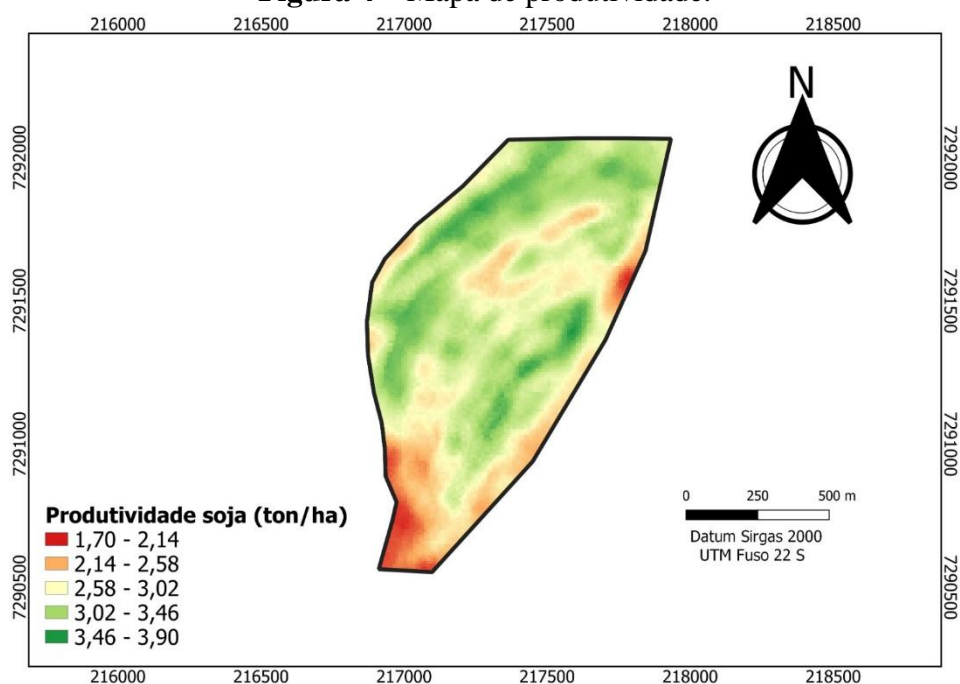 Figura 4 – Mapa de produtividade.
216000 216500 217000 217500 218000 218500
N
7292000 7292000
7291500 7291500
7291000 7291000
7290500 7290500
0 250 500 m
Datum Sirgas 2000
UTM Fuso 22 S
Produtividade soja (ton/ha)
1,70 - 2,14
2,14 - 2,58
2,58 - 3,02
3,02 - 3,46
3,46 - 3,90
216000 216500 217000 217500 218000 218500